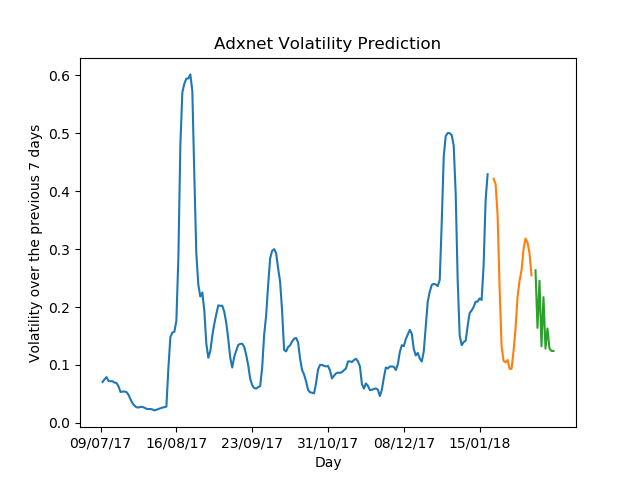 Adxnet Volatility Prediction
Volatility over the previous 7 days
0.6
0.5
0.4
0.3
0.2
0.1
0.0
09/07/17 16/08/17 23/09/17 31/10/17 08/12/17 15/01/18
Day